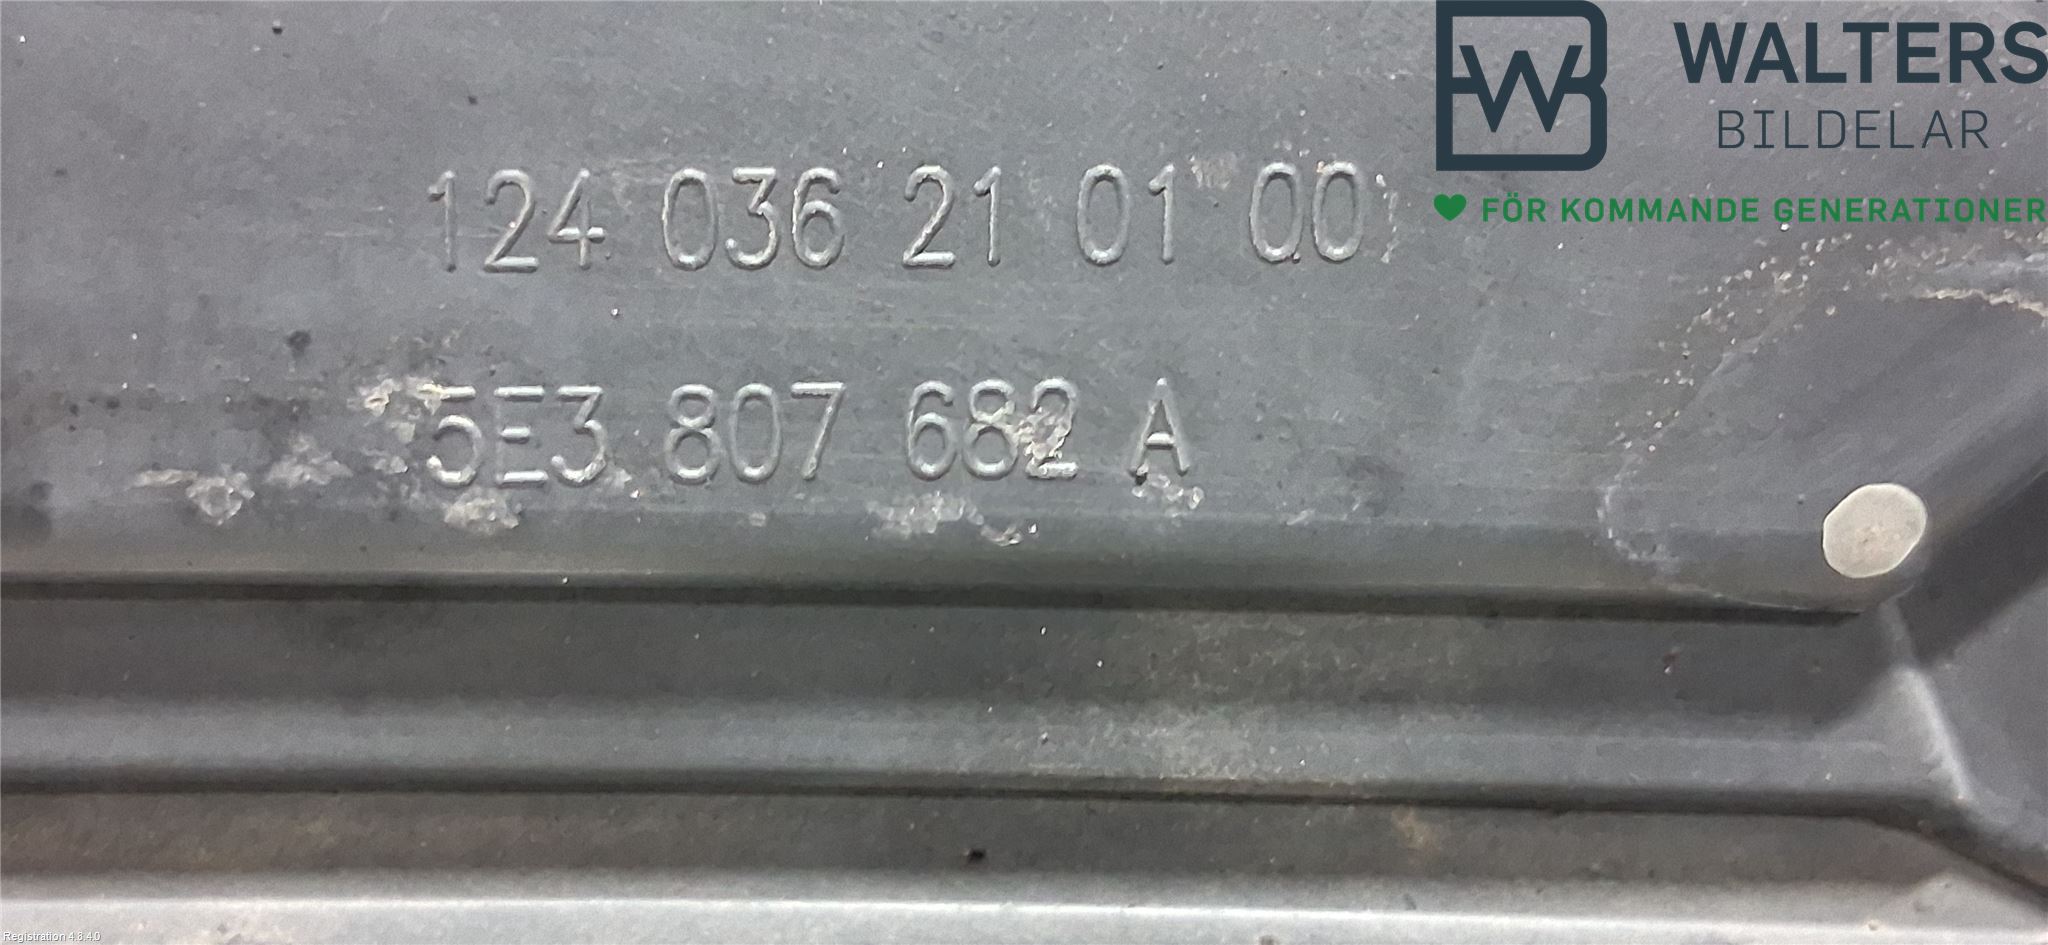 WALTERS
BILDELAR
FÖR KOMMANDE GENERATIONER
124 036 21 01 00
5E3 807 682 A
Registration 4.8.4.0